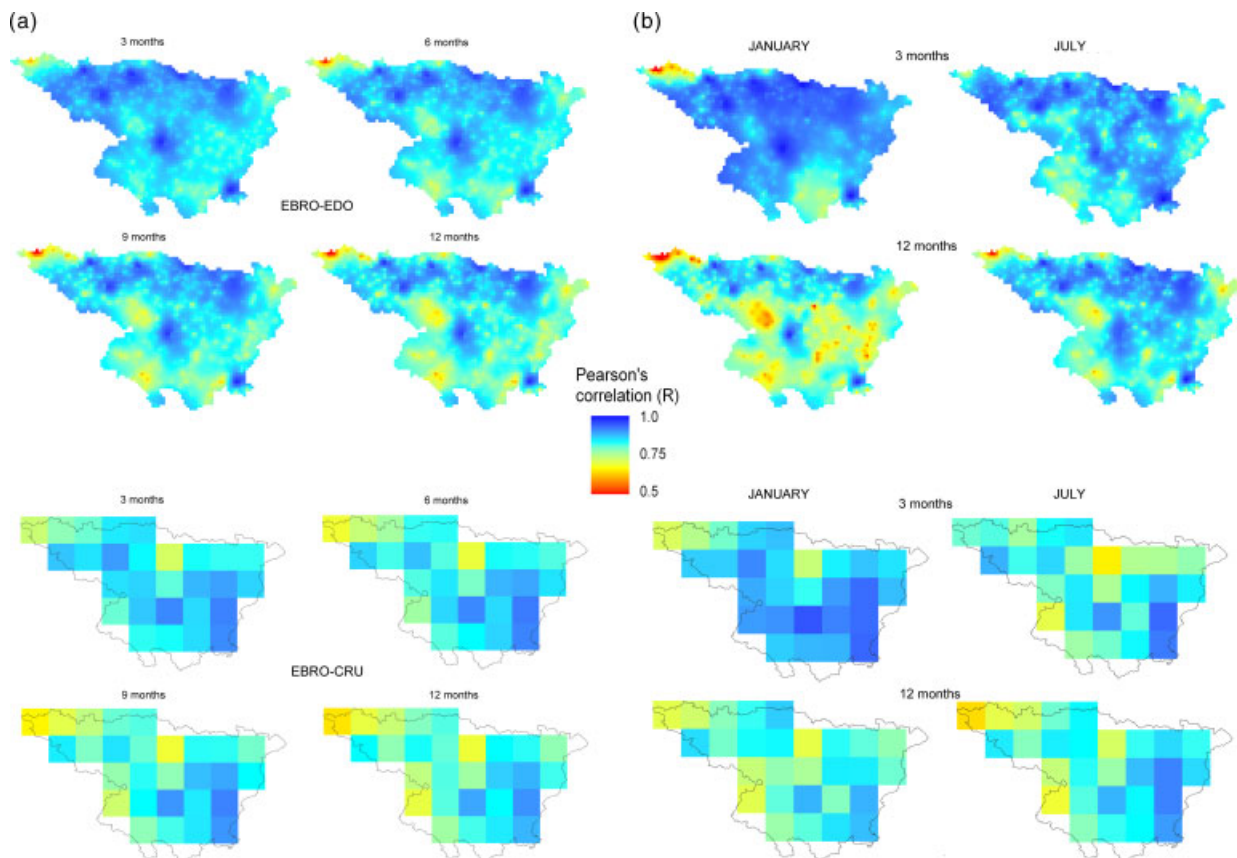 (a)
(b)
3 months
6 months
JANUARY
3 months
JULY
EBRO-EDO
9 months
12 months
12 months
Pearson's
correlation (R)
1.0
0.75
0.5
3 months
6 months
JANUARY
3 months
JULY
EBRO-CRU
9 months
12 months
12 months